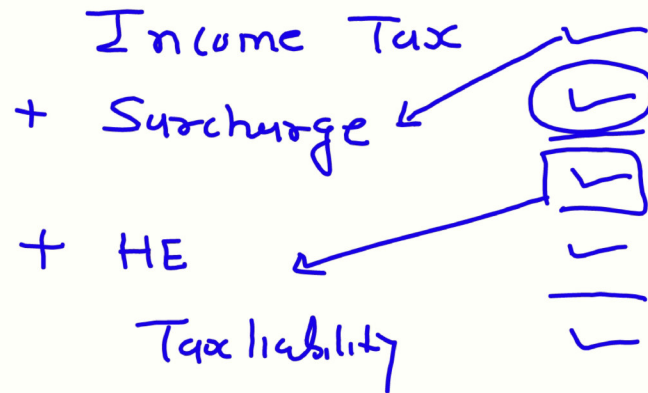 Income Tax
+ Surcharge
+ HE
Tax liability